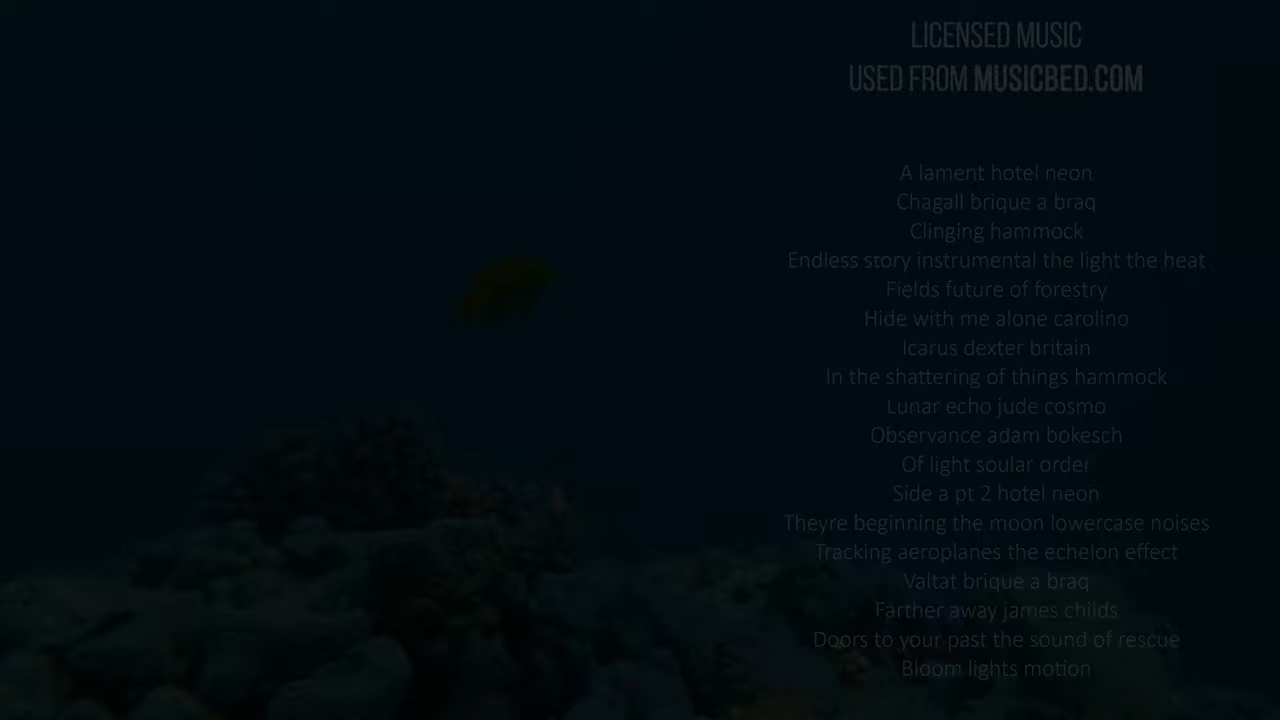 LICENSED MUSIC
USED FROM MUSICBED.COM
A lament hotel neon
Chagall brique a braq
Clinging hammock
Endless story instrumental the light the heat
Fields future of forestry
Hide with me alone carolino
Icarus dexter britain
In the shattering of things hammock
Lunar echo jude cosmo
Observance adam bokesch
Of light soular order
Side a pt 2 hotel neon
Theyre beginning the moon lowercase noises
Tracking aeroplanes the echelon effect
Valtat brique a braq
Farther away james childs
Doors to your past the sound of rescue
Bloom lights motion